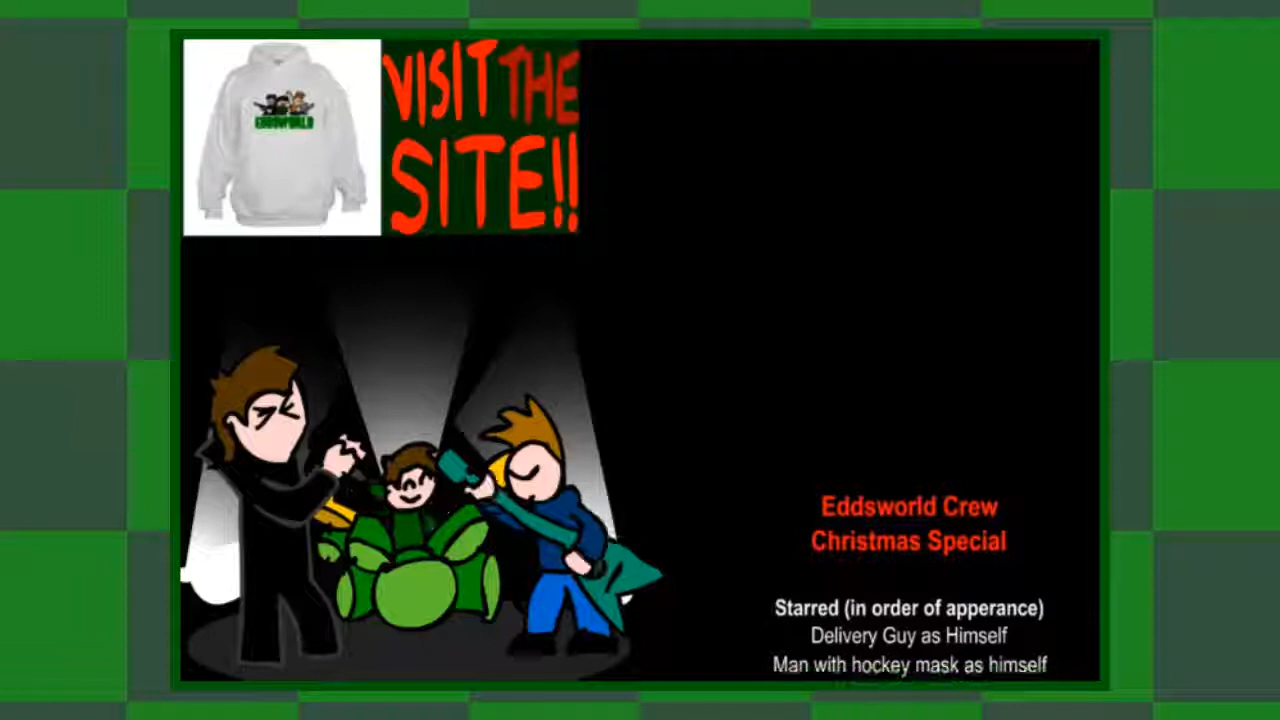 EDDSWORLD
VISIT THE
SITE!!
Eddsworld Crew
Christmas Special
Starred (in order of apperance)
Delivery Guy as Himself
Man with hockey mask as himself